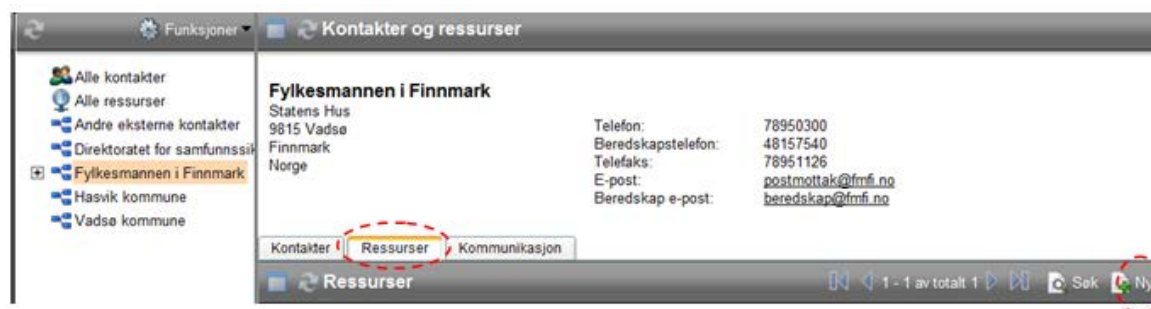 Funksjoner
Kontakter og ressurser
Alle kontakter
Alle ressurser
Andre eksterne kontakter
Direktoratet for samfunnssik
Fylkesmannen i Finnmark
Hasvik kommune
Vadsø kommune
Fylkesmannen i Finnmark
Statens Hus
9815 Vadsø
Finnmark
Norge
Telefon: 78950300
Beredskapstelefon: 48157540
Telefaks: 78951126
E-post: postmottak@fmfi.no
Beredskap e-post: beredskap@fmfi.no
Kontakter Ressurser Kommunikasjon
Ressurser 1 - 1 av totalt 1 Søk Ny